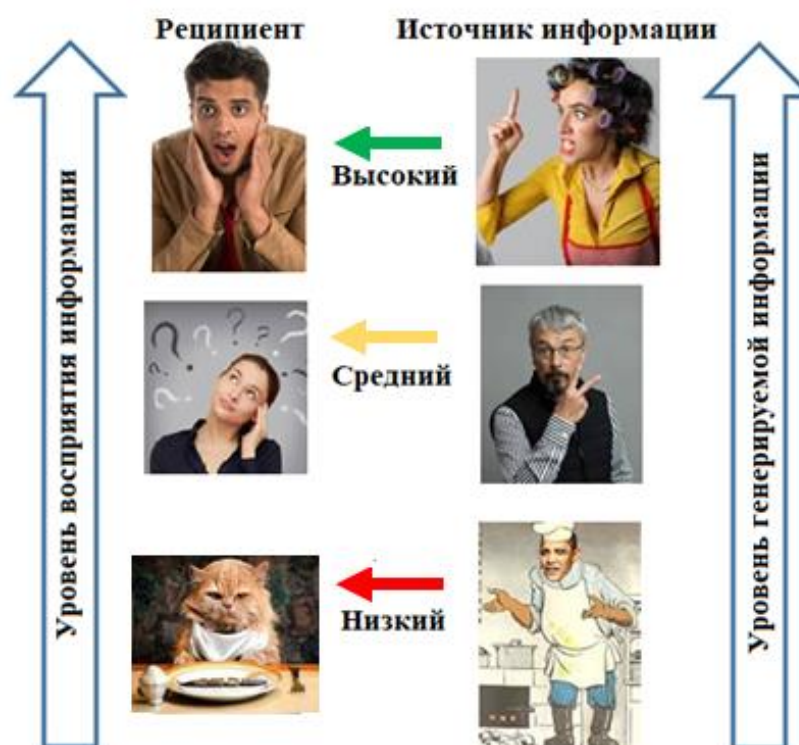 Реципиент
Источник информации
Уровень восприятия информации
Высокий
Средний
Низкий
Уровень генерируемой информации